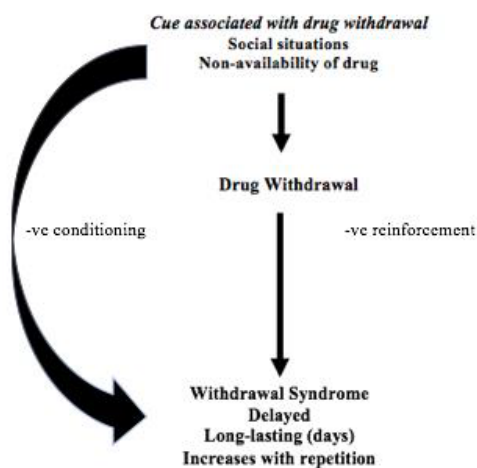 Cue associated with drug withdrawal
Social situations
Non-availability of drug
Drug Withdrawal
-ve conditioning
-ve reinforcement
Withdrawal Syndrome
Delayed
Long-lasting (days)
Increases with repetition